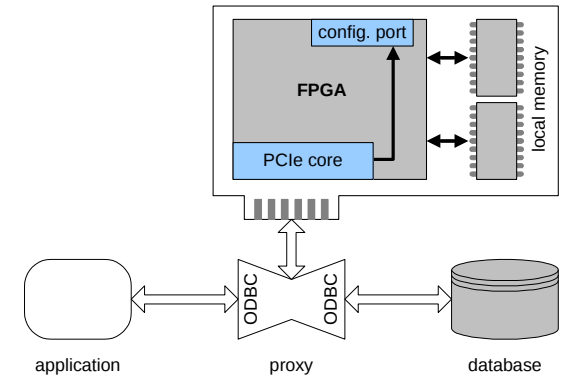 config. port
FPGA
local memory
PCIe core
ODBC
ODBC
application
proxy
database